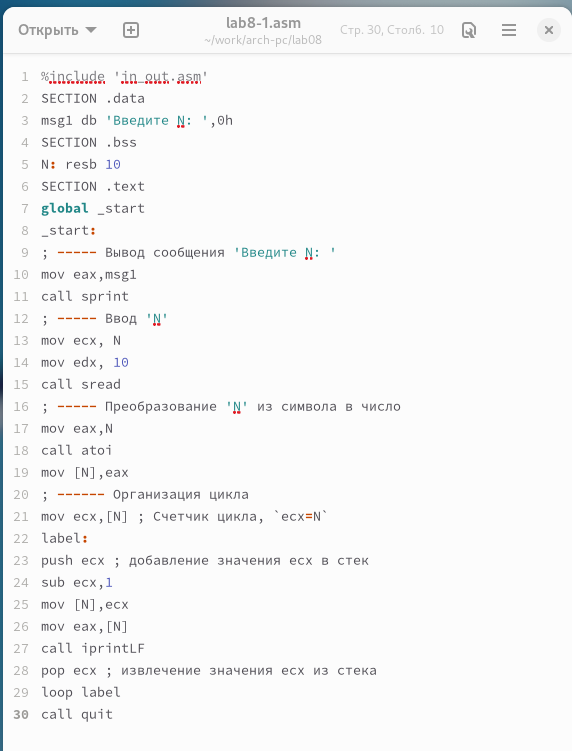 Открыть
lab8-1.asm
~/work/arch-pc/lab08
Стр. 30, Столб. 10
1 %include 'in_out.asm'
2 SECTION .data
3 msg1 db 'Введите N: ',0h
4 SECTION .bss
5 N: resb 10
6 SECTION .text
7 global _start
8 _start:
9 ; ----- Вывод сообщения 'Введите N: '
10 mov eax,msg1
11 call sprint
12 ; ----- Ввод 'N'
13 mov ecx, N
14 mov edx, 10
15 call sread
16 ; ----- Преобразование 'N' из символа в число
17 mov eax,N
18 call atoi
19 mov [N],eax
20 ; ------ Организация цикла
21 mov ecx,[N] ; Счетчик цикла, `ecx=N`
22 label:
23 push ecx ; добавление значения ecx в стек
24 sub ecx,1
25 mov [N],ecx
26 mov eax,[N]
27 call iprintLF
28 pop ecx ; извлечение значения ecx из стека
29 loop label
30 call quit